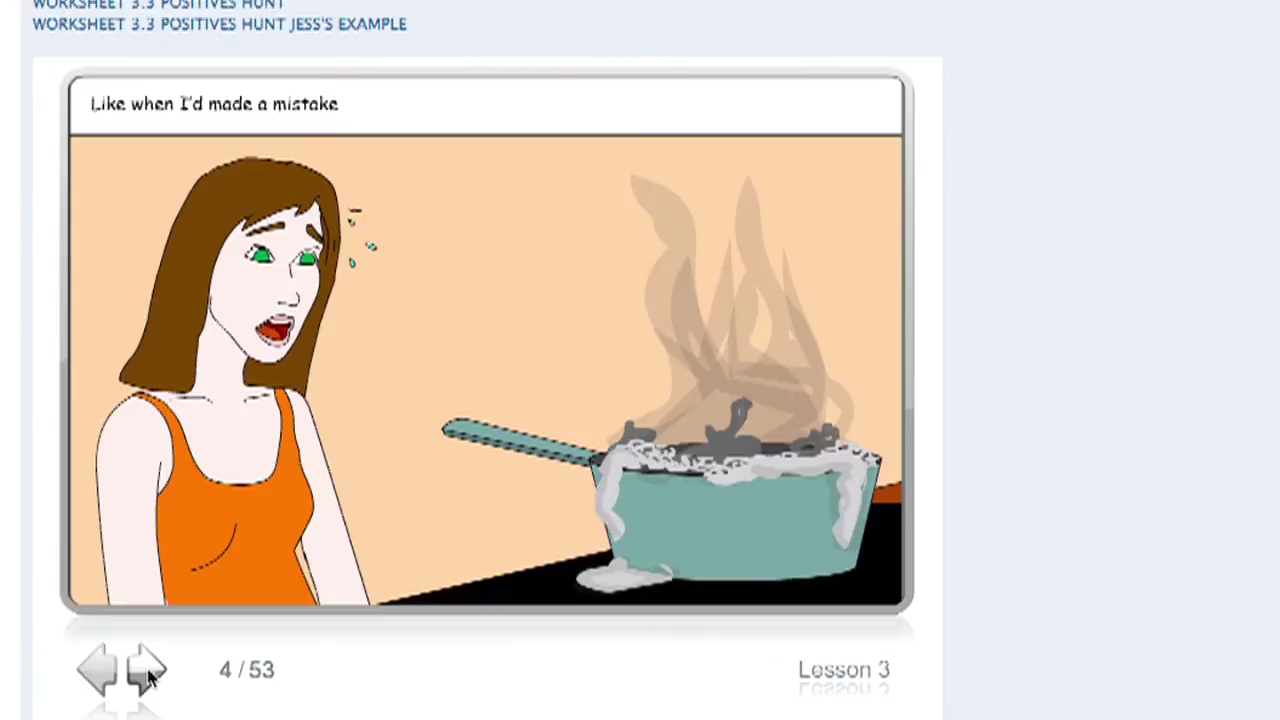 WORKSHEET 3.3 POSITIVES HUNT
WORKSHEET 3.3 POSITIVES HUNT JESS'S EXAMPLE
Like when I'd made a mistake
4 / 53
Lesson 3